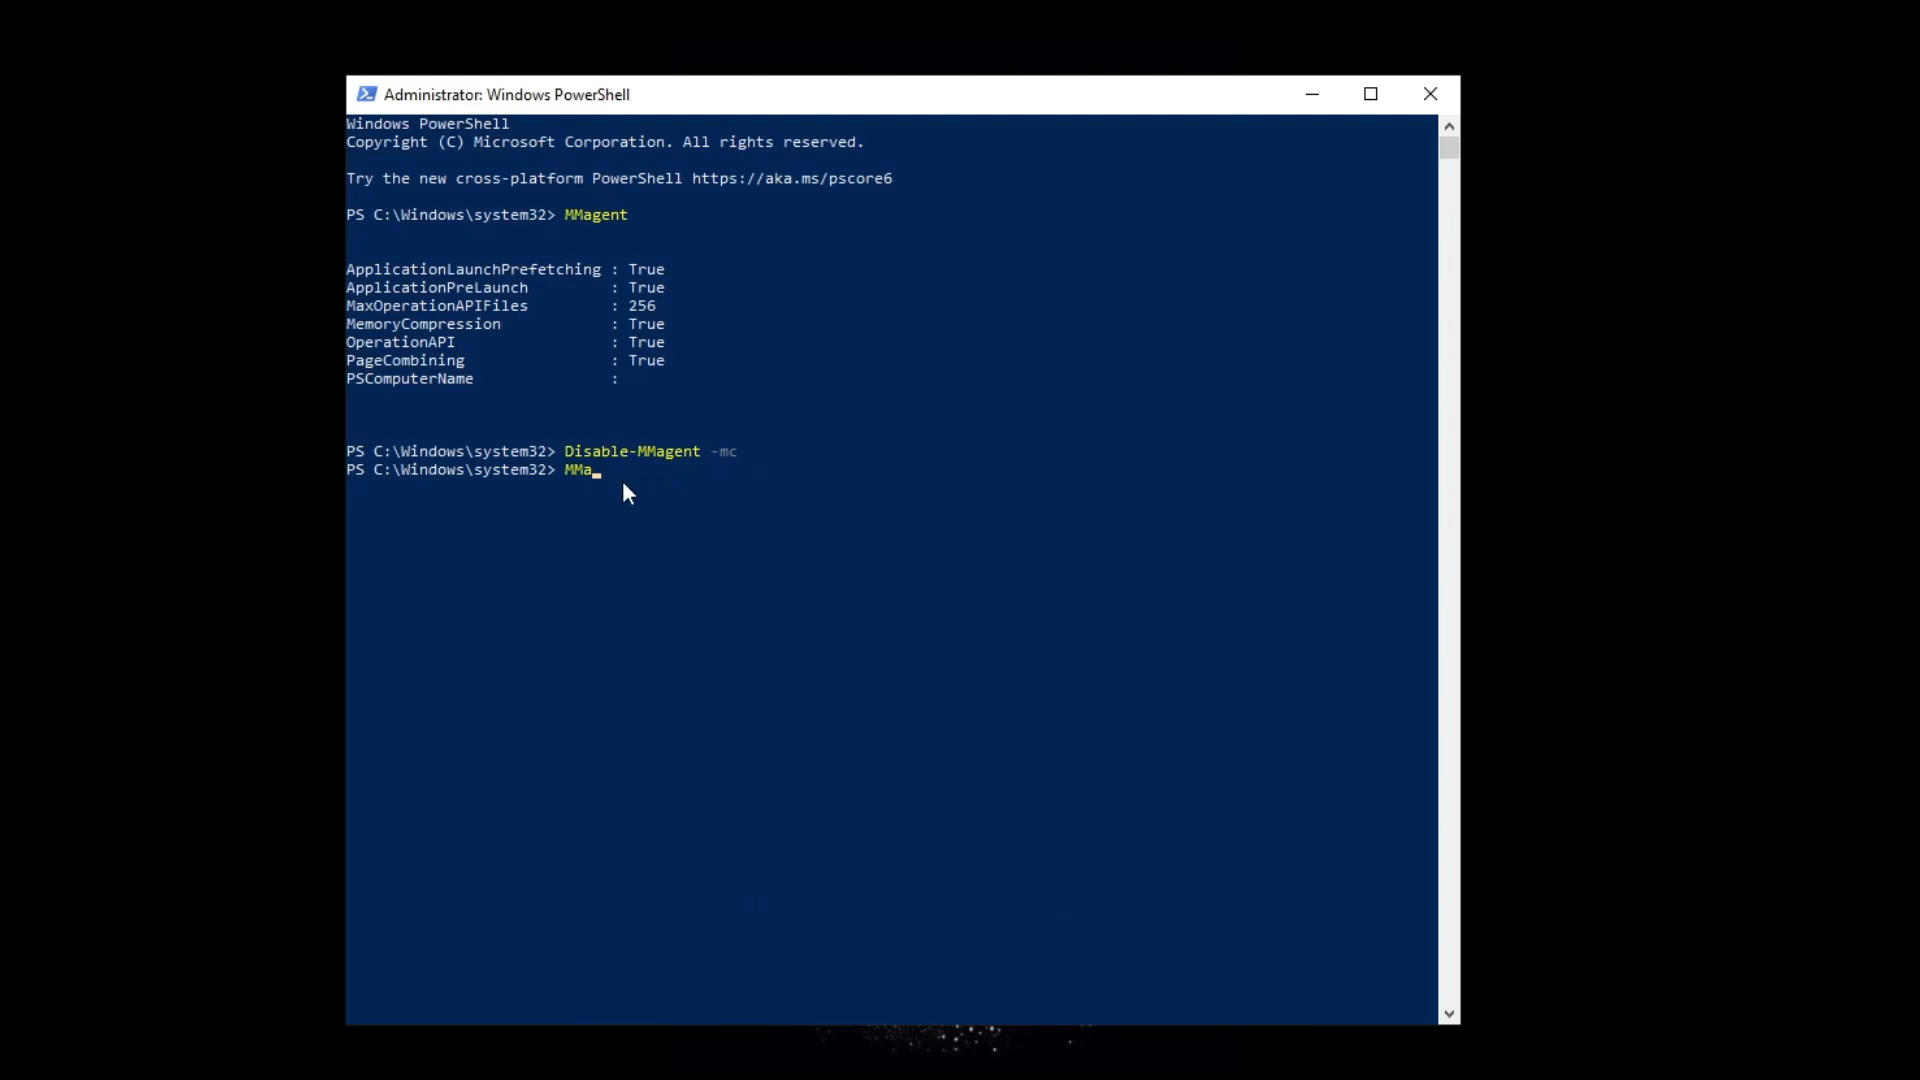 Administrator: Windows PowerShell
Windows PowerShell
Copyright (C) Microsoft Corporation. All rights reserved.
Try the new cross-platform PowerShell https://aka.ms/pscore6
PS C:\Windows\system32> MMagent
ApplicationLaunchPrefetching : True
ApplicationPreLaunch : True
MaxOperationAPIFiles : 256
MemoryCompression : True
OperationAPI : True
PageCombining : True
PSComputerName :
PS C:\Windows\system32> Disable-MMagent -mc
PS C:\Windows\system32> MMa_